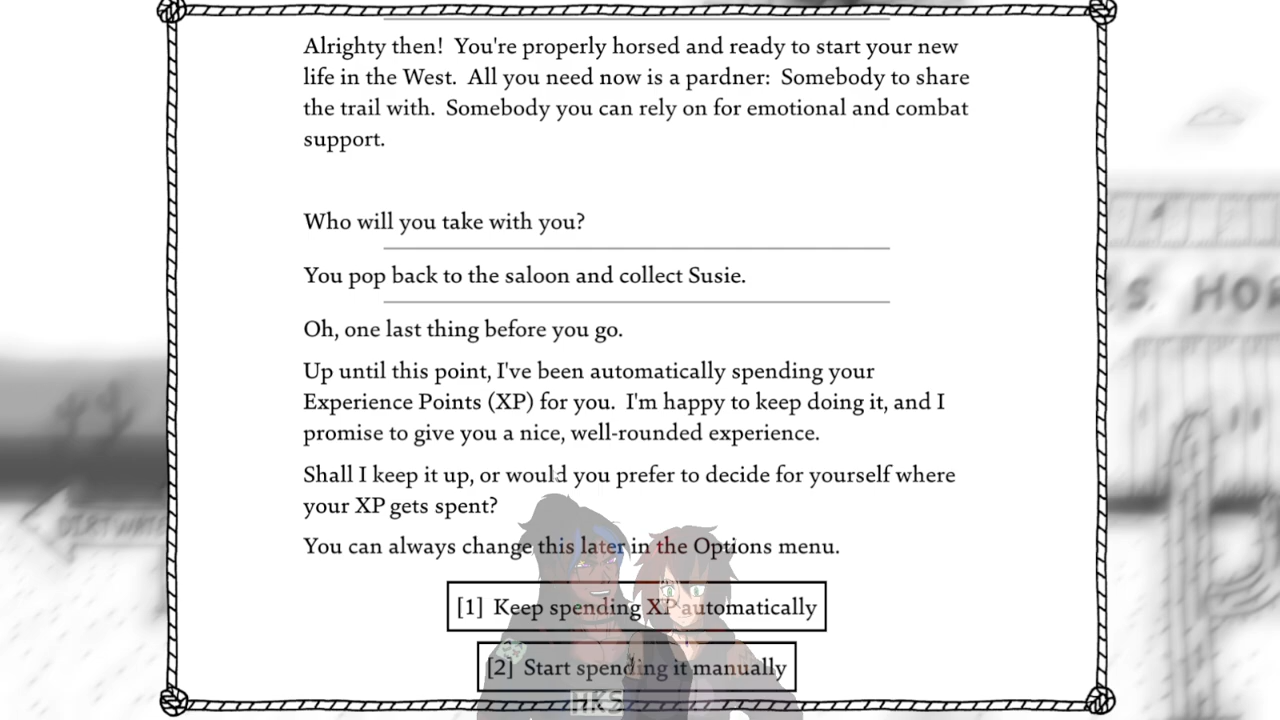 Alrighty then!  You're properly horsed and ready to start your new
life in the West.  All you need now is a pardner:  Somebody to share
the trail with.  Somebody you can rely on for emotional and combat
support.
Who will you take with you?
You pop back to the saloon and collect Susie.
Oh, one last thing before you go.
Up until this point, I've been automatically spending your
Experience Points (XP) for you.  I'm happy to keep doing it, and I
promise to give you a nice, well-rounded experience.
Shall I keep it up, or would you prefer to decide for yourself where
your XP gets spent?
You can always change this later in the Options menu.
[1] Keep spending XP automatically
[2] Start spending it manually
HKS